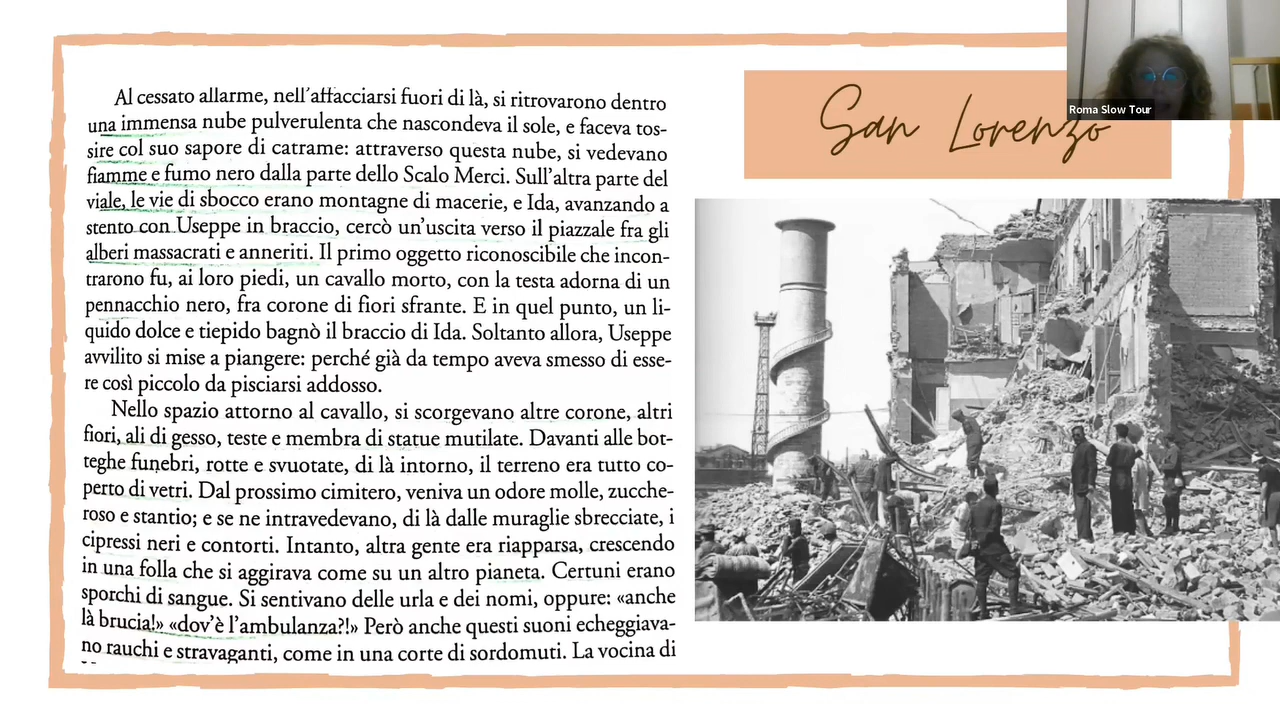 Al cessato allarme, nell'affacciarsi fuori di là, si ritrovarono dentro
una immensa nube pulverulenta che nascondeva il sole, e faceva tos-
sire col suo sapore di catrame: attraverso questa nube, si vedevano
fiamme e fumo nero dalla parte dello Scalo Merci. Sull'altra parte del
viale, le vie di sbocco erano montagne di macerie, e Ida, avanzando a
stento con Useppe in bràccio, cercò un'uscita verso il piazzale fra gli
alberi massacrati e anneriti. Il primo oggetto riconoscibile che incon-
trarono fu, ai loro piedi, un cavallo morto, con la testa adorna di un
pennacchio nero, fra corone di fiori sfrante. E in quel punto, un li-
quido dolce e tiepido bagnò il braccio di Ida. Soltanto allora, Useppe
avvilito si mise a piangere: perché già da tempo aveva smesso di esse-
re così piccolo da pisciarsi addosso.
Nello spazio attorno al cavallo, si scorgevano altre corone, altri
fiori, ali di gesso, teste e membra di statue mutilate. Davanti alle bot-
teghe funebri, rotte e svuotate, di là intorno, il terreno era tutto co-
perto di vetri. Dal prossimo cimitero, veniva un odore molle, zucche-
roso e stantio; e se ne intravedevano, di là dalle muraglie sbrecciate, i
cipressi neri e contorti. Intanto, altra gente era riapparsa, crescendo
in una folla che si aggirava come su un altro pianeta. Certuni erano
sporchi di sangue. Si sentivano delle urla e dei nomi, oppure: «anche
là brucia!» «dov'è l'ambulanza?!» Però anche questi suoni echeggiava-
no rauchi e stravaganti, come in una corte di sordomuti. La vocina di
San Lorenzo
Roma Slow Tour